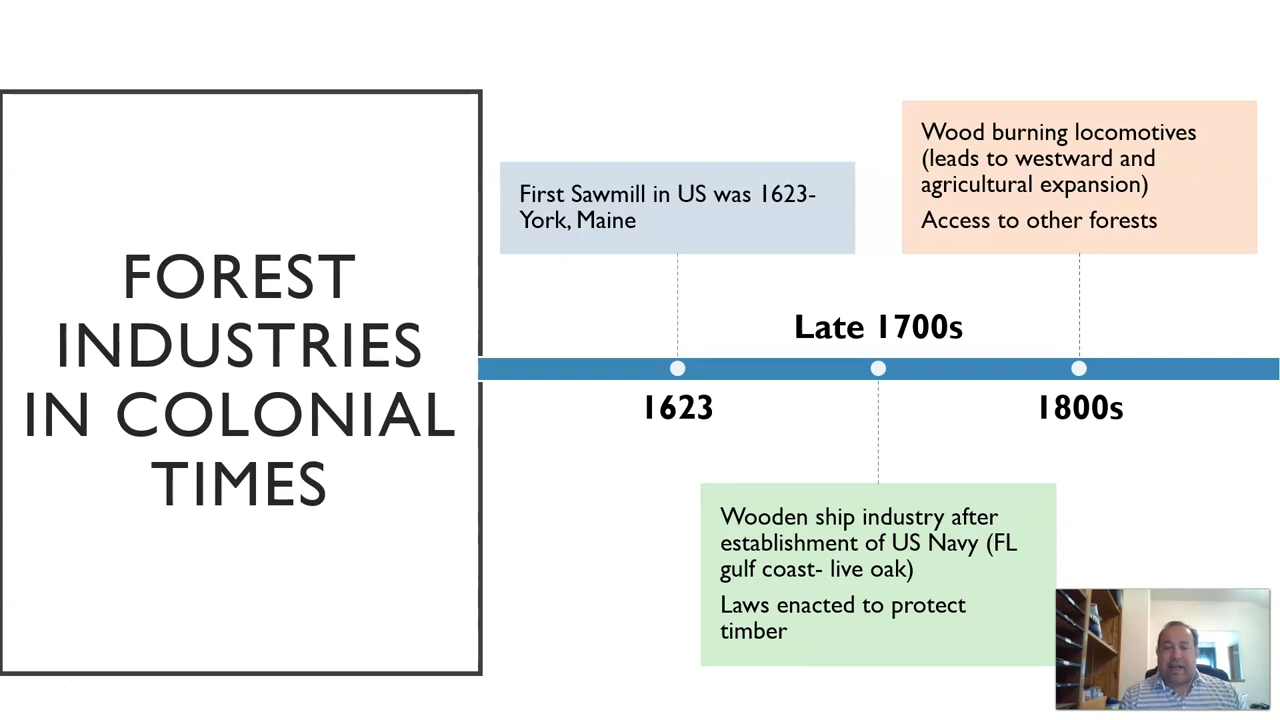 FOREST
INDUSTRIES
IN COLONIAL
TIMES
First Sawmill in US was 1623-
York, Maine
Wood burning locomotives
(leads to westward and
agricultural expansion)
Access to other forests
Late 1700s
1623
1800s
Wooden ship industry after
establishment of US Navy (FL
gulf coast- live oak)
Laws enacted to protect
timber